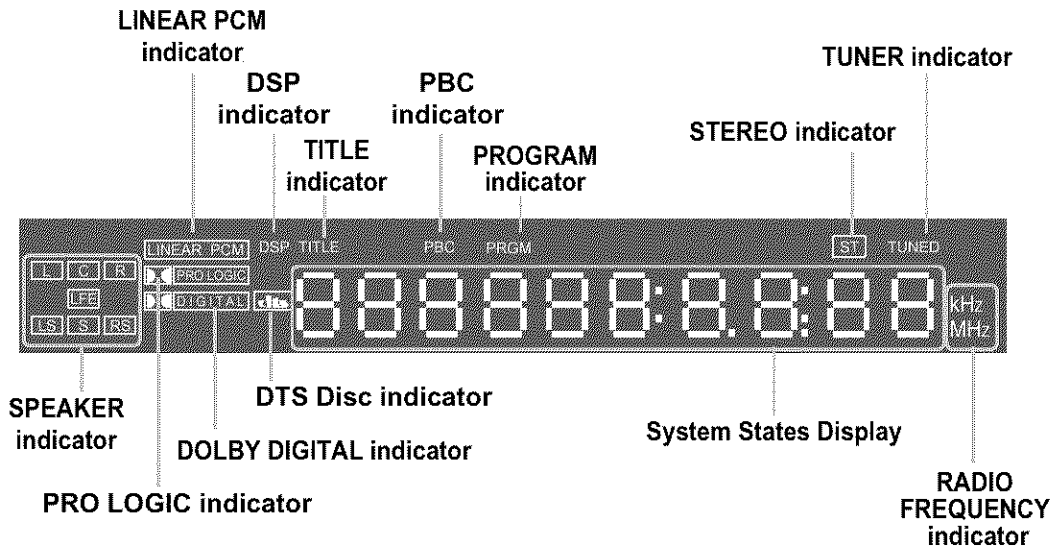 LINEAR PCM
indicator
DSP
indicator
TITLE
indicator
PBC
indicator
PROGRAM
indicator
STEREO indicator
TUNER indicator
LINEAR PCM DSP TITLE PBC PRGM ST TUNED
L C R
PRO LOGIC
LFE
DIGITAL dts
LS S RS
kHz
MHz
SPEAKER
indicator
DTS Disc indicator
DOLBY DIGITAL indicator
PRO LOGIC indicator
System States Display
RADIO
FREQUENCY
indicator